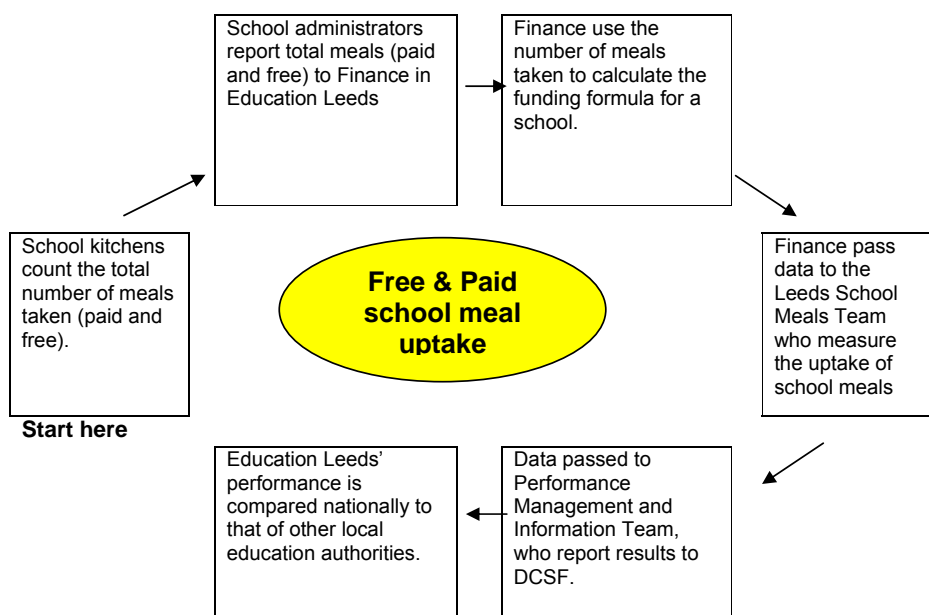 School kitchens
count the total
number of meals
taken (paid and
free).
Start here
School administrators
report total meals (paid
and free) to Finance in
Education Leeds
Finance use the
number of meals
taken to calculate the
funding formula for a
school.
Finance pass
data to the
Leeds School
Meals Team
who measure
the uptake of
school meals
Data passed to
Performance
Management and
Information Team,
who report results to
DCSF.
Education Leeds’
performance is
compared nationally to
that of other local
education authorities.
Free & Paid
school meal
uptake